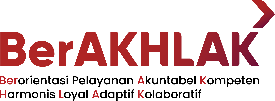 BerAKHLAK
Berorientasi Pelayanan Akuntabel Kompeten
Harmonis Loyal Adaptif Kolaboratif